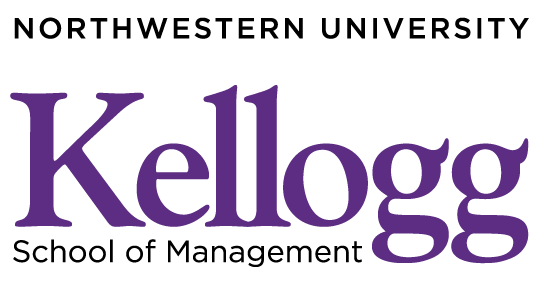 NORTHWESTERN UNIVERSITY
Kellogg
School of Management